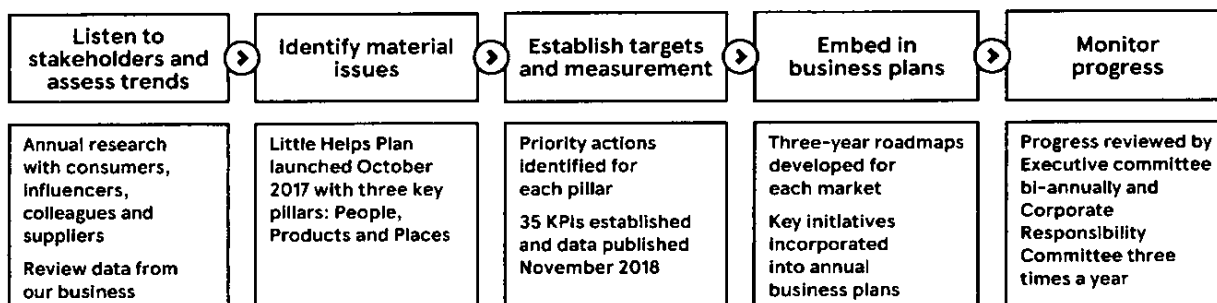 Listen to
stakeholders and
assess trends
Identify material
issues
Establish targets
and measurement
Embed in
business plans
Monitor
progress
Annual research
with consumers,
influencers,
colleagues and
suppliers
Review data from
our business
Little Helps Plan
launched October
2017 with three key
pillars: People,
Products and Places
Priority actions
identified for
each pillar
35 KPIs established
and data published
November 2018
Three-year roadmaps
developed for
each market
Key initiatives
incorporated
into annual
business plans
Progress reviewed by
Executive committee
bi-annually and
Corporate
Responsibility
Committee three
times a year